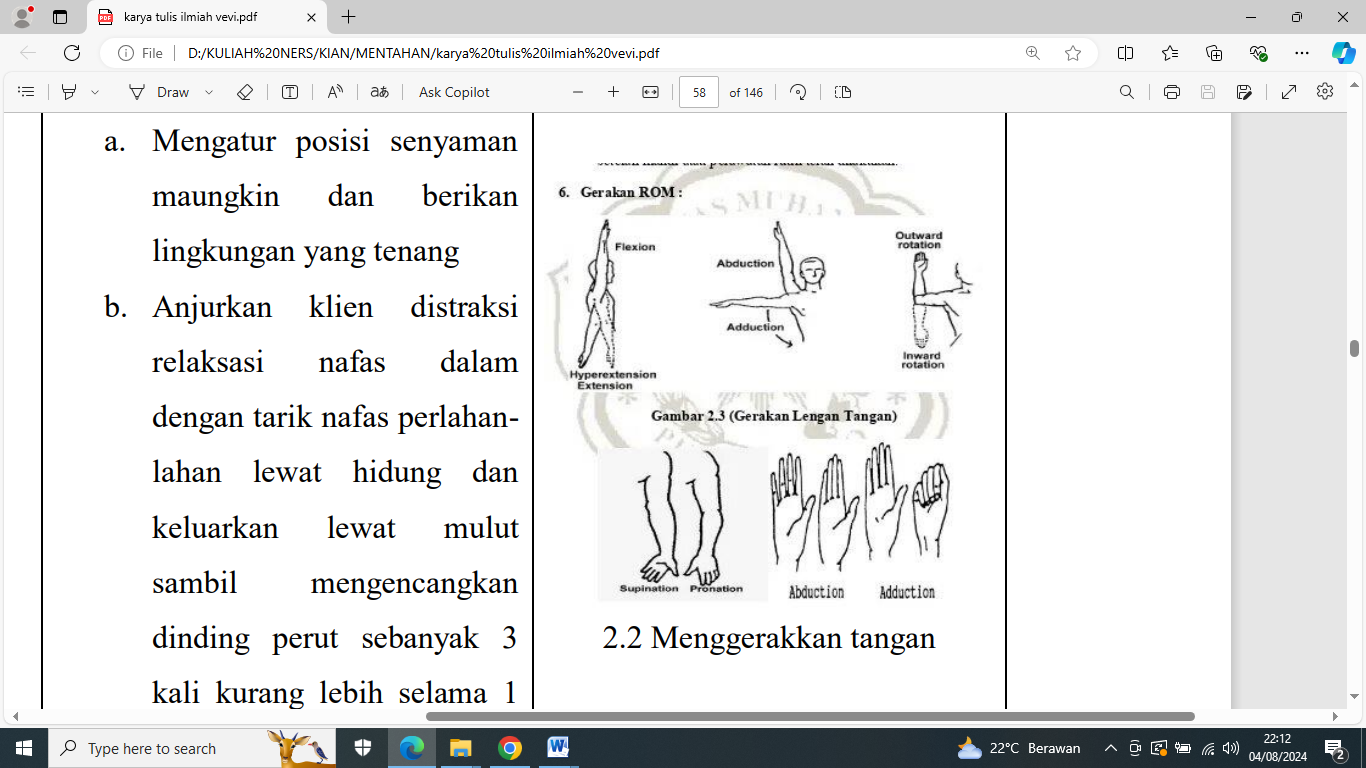 karya tulis ilmiah vevi.pdf
File
D:/KULIAH%20NERS/KIAN/MENTAHAN/karya%20tulis%20ilmiah%20vevi.pdf
Draw
Ask Copilot
58
of 146
a. Mengatur posisi senyaman
maungkin dan berikan
lingkungan yang tenang
b. Anjurkan klien distraksi
relaksasi nafas dalam
dengan tarik nafas perlahan-
lahan lewat hidung dan
keluarkan lewat mulut
sambil mengencangkan
dinding perut sebanyak 3
kali kurang lebih selama 1
6. Gerakan ROM :
Flexion
Hyperextension
Extension
Abduction
Adduction
Outward
rotation
Inward
rotation
Gambar 2.3 (Gerakan Lengan Tangan)
Supination Pronation
Abduction Adduction
2.2 Menggerakkan tangan
Type here to search
22°C Berawan
22:12
04/08/2024
2